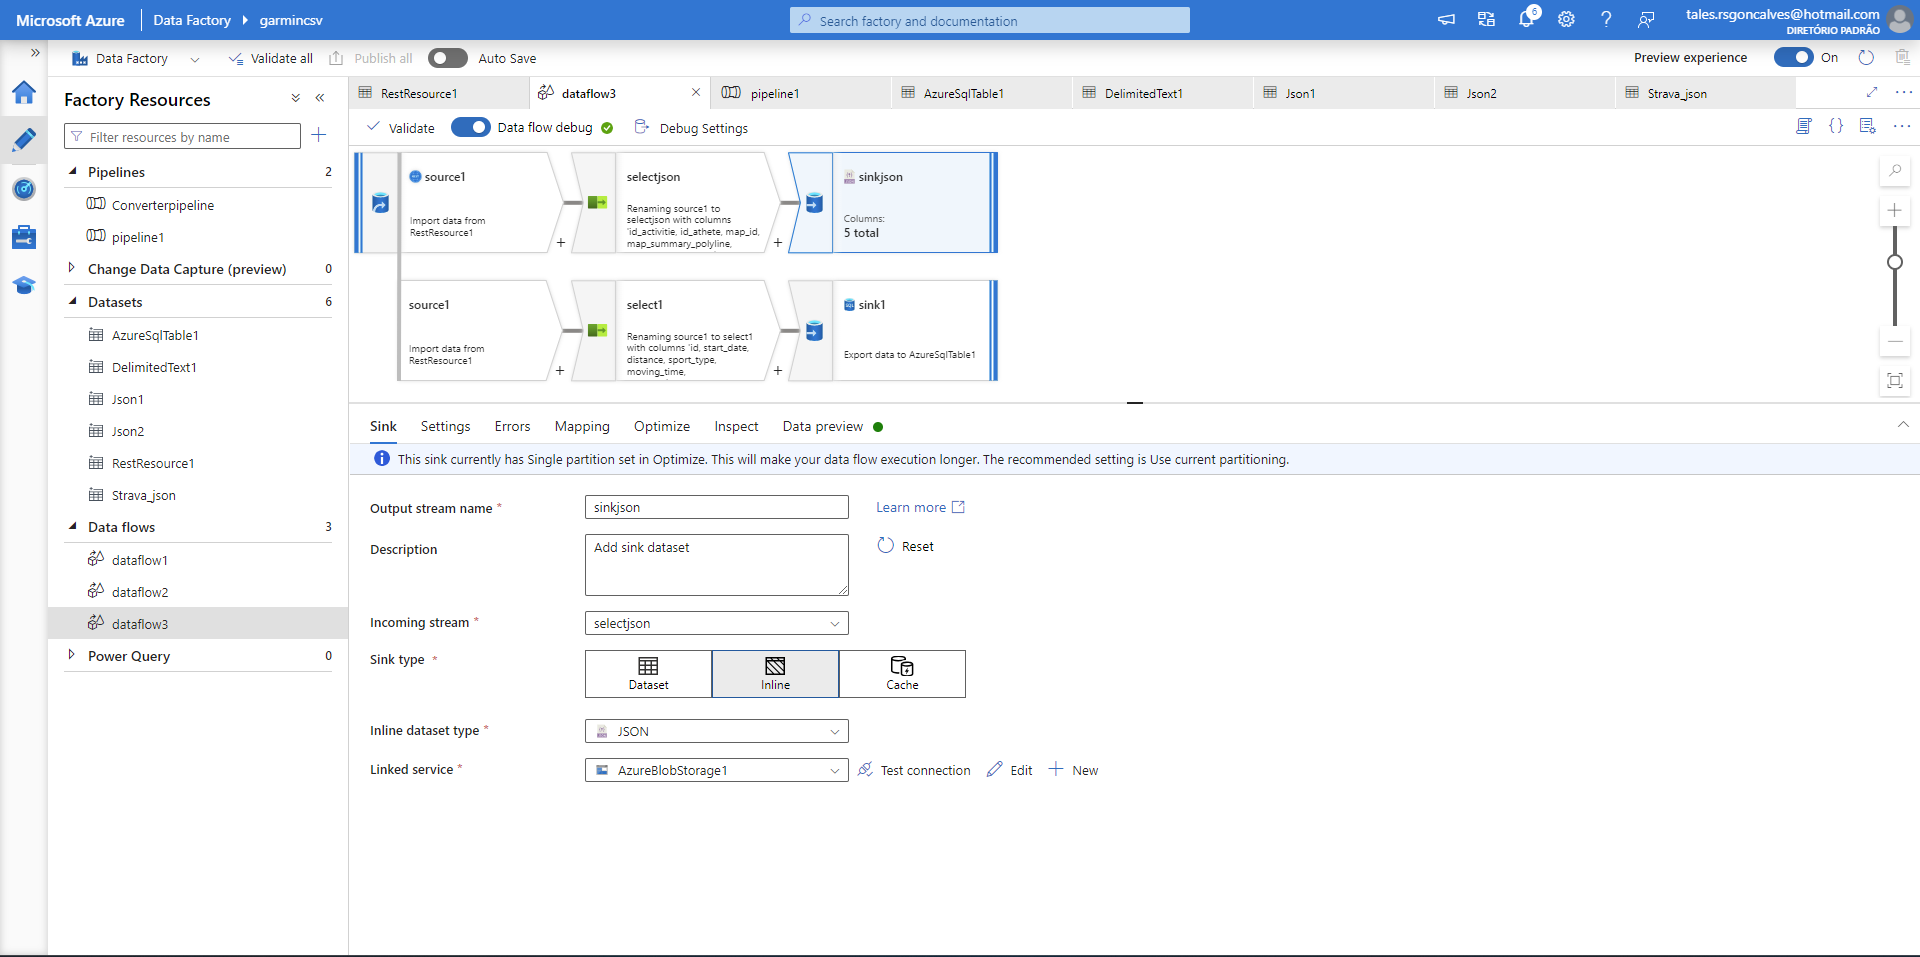 Microsoft Azure
Data Factory
garmincsv
Search factory and documentation
6
tales.rsgoncalves@hotmail.com
DIRETÓRIO PADRÃO
Data Factory
Validate all
Publish all
Auto Save
Preview experience
On
Factory Resources
Filter resources by name
Pipelines 2
Converterpipeline
pipeline1
Change Data Capture (preview) 0
Datasets 6
AzureSqlTable1
DelimitedText1
Json1
Json2
RestResource1
Strava_json
Data flows 3
dataflow1
dataflow2
dataflow3
Power Query 0
RestResource1
dataflow3
pipeline1
AzureSqlTable1
DelimitedText1
Json1
Json2
Strava_json
Validate
Data flow debug
Debug Settings
source1
Import data from
RestResource1
selectjson
Renaming source1 to
selectjson with columns
'id_activitie, id_athete, map_id,
map_summary_polyline,
sinkjson
Columns:
5 total
source1
Import data from
RestResource1
select1
Renaming source1 to select1
with columns 'id, start_date,
distance, sport_type,
moving_time,
sink1
Export data to AzureSqlTable1
Sink
Settings
Errors
Mapping
Optimize
Inspect
Data preview
This sink currently has Single partition set in Optimize. This will make your data flow execution longer. The recommended setting is Use current partitioning.
Output stream name *
sinkjson
Learn more
Description
Add sink dataset
Reset
Incoming stream *
selectjson
Sink type *
Dataset
Inline
Cache
Inline dataset type *
JSON
Linked service *
AzureBlobStorage1
Test connection
Edit
New